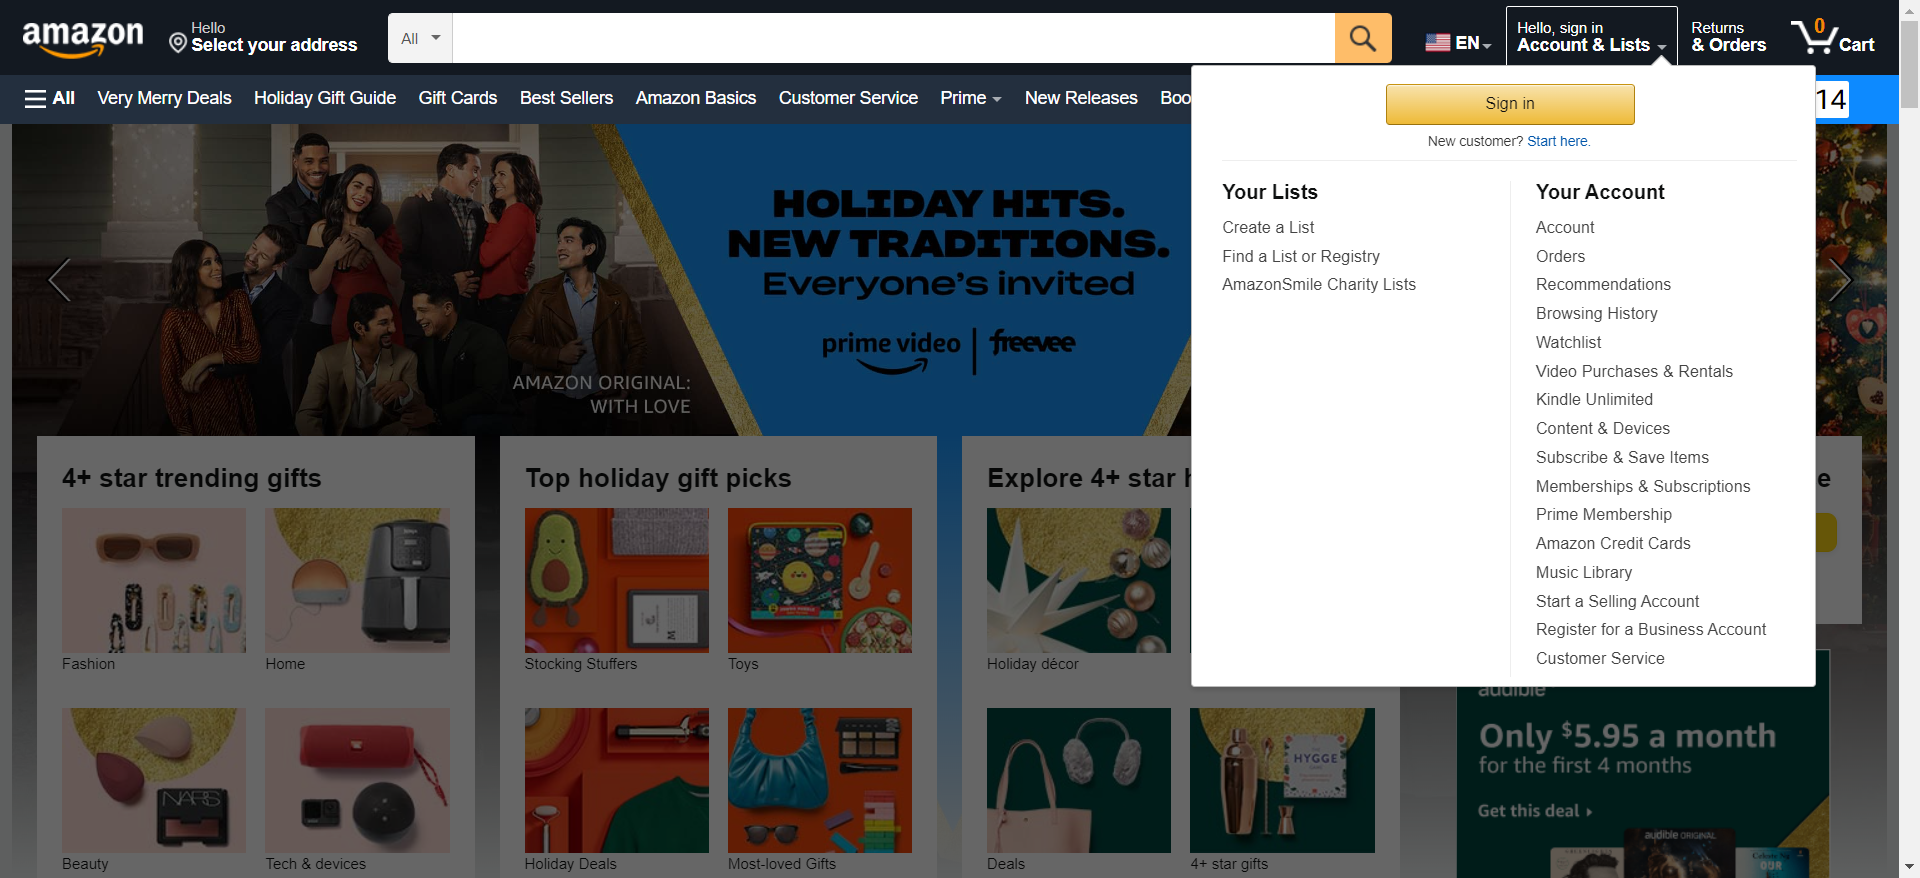 amazon
Hello
Select your address
All
EN
Hello, sign in
Account & Lists
Returns
& Orders
0
Cart
All
Very Merry Deals
Holiday Gift Guide
Gift Cards
Best Sellers
Amazon Basics
Customer Service
Prime
New Releases
Boo
14
Sign in
New customer? Start here.
Your Lists
Create a List
Find a List or Registry
AmazonSmile Charity Lists
Your Account
Account
Orders
Recommendations
Browsing History
Watchlist
Video Purchases & Rentals
Kindle Unlimited
Content & Devices
Subscribe & Save Items
Memberships & Subscriptions
Prime Membership
Amazon Credit Cards
Music Library
Start a Selling Account
Register for a Business Account
Customer Service
HOLIDAY HITS.
NEW TRADITIONS.
Everyone's invited
prime video
freevee
AMAZON ORIGINAL:
WITH LOVE
4+ star trending gifts
Fashion
Home
Beauty
NARS
Tech & devices
Top holiday gift picks
Stocking Stuffers
Toys
Holiday Deals
Most-loved Gifts
Explore 4+ star h
Holiday décor
Deals
THE
HYGGE
4+ star gifts
e
audible
Only $5.95 a month
for the first 4 months
Get this deal
audible ORIGINAL
OUR